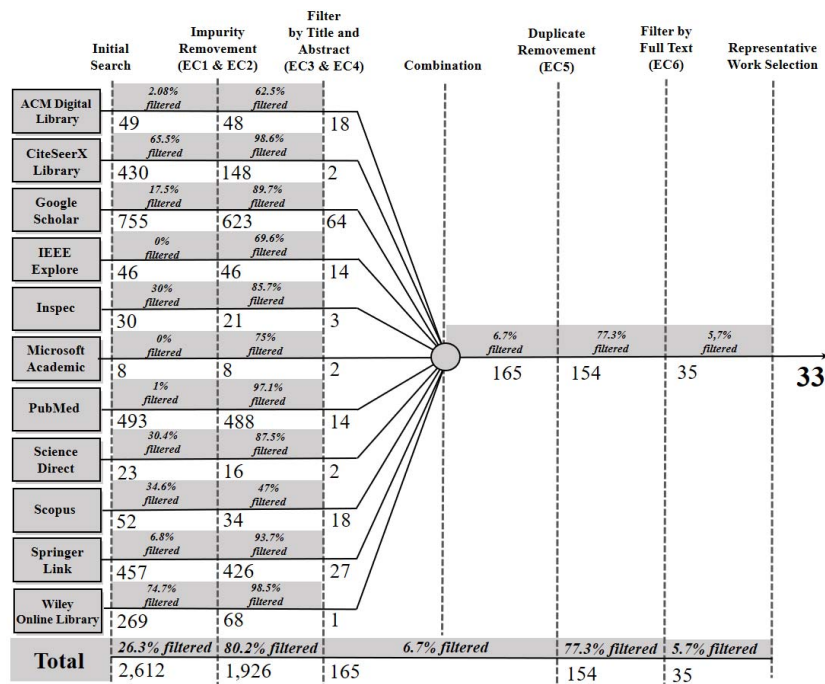 Initial
Search
Impurity
Removement
(EC1 & EC2)
Filter
by Title and
Abstract
(EC3 & EC4)
Combination
Duplicate
Removement
(EC5)
Filter by
Full Text
(EC6)
Representative
Work Selection
ACM Digital
Library
2.08%
filtered
62.5%
filtered
49
48
18
CiteSeerX
Library
65.5%
filtered
98.6%
filtered
430
148
2
Google
Scholar
17.5%
filtered
89.7%
filtered
755
623
64
IEEE
Explore
0%
filtered
69.6%
filtered
46
46
14
Inspec
30%
filtered
85.7%
filtered
30
21
3
Microsoft
Academic
0%
filtered
75%
filtered
8
8
2
6.7%
filtered
77.3%
filtered
5,7%
filtered
165
154
35
33
PubMed
1%
filtered
97.1%
filtered
493
488
14
Science
Direct
30.4%
filtered
87.5%
filtered
23
16
2
Scopus
34.6%
filtered
47%
filtered
52
34
18
Springer
Link
6.8%
filtered
93.7%
filtered
457
426
27
Wiley
Online Library
74.7%
filtered
98.5%
filtered
269
68
1
Total
26.3% filtered
80.2% filtered
6.7% filtered
77.3% filtered
5.7% filtered
2,612
1,926
165
154
35